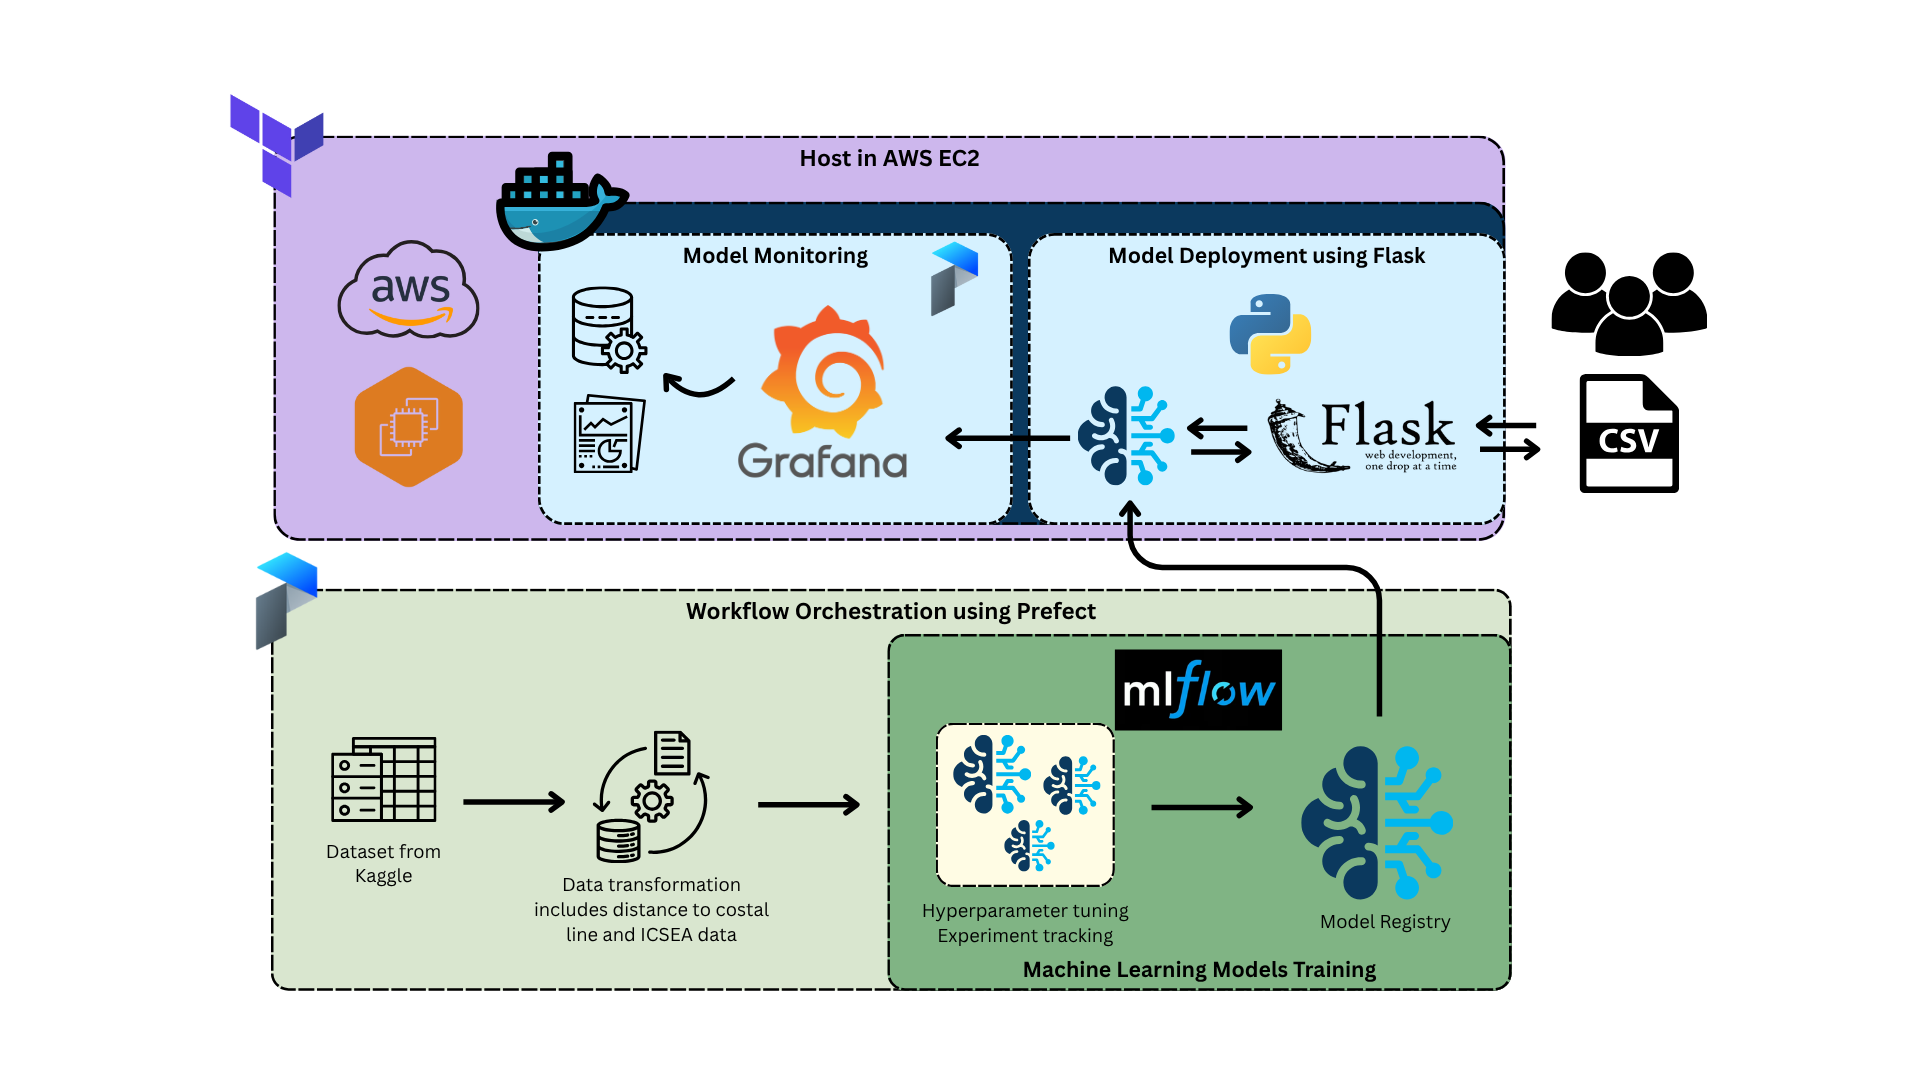 Host in AWS EC2
Model Monitoring
Model Deployment using Flask
aws
Grafana
Flask
web development,
one drop at a time
CSV
Workflow Orchestration using Prefect
mlflow
Dataset from
Kaggle
Data transformation
includes distance to costal
line and ICSEA data
Hyperparameter tuning
Experiment tracking
Model Registry
Machine Learning Models Training